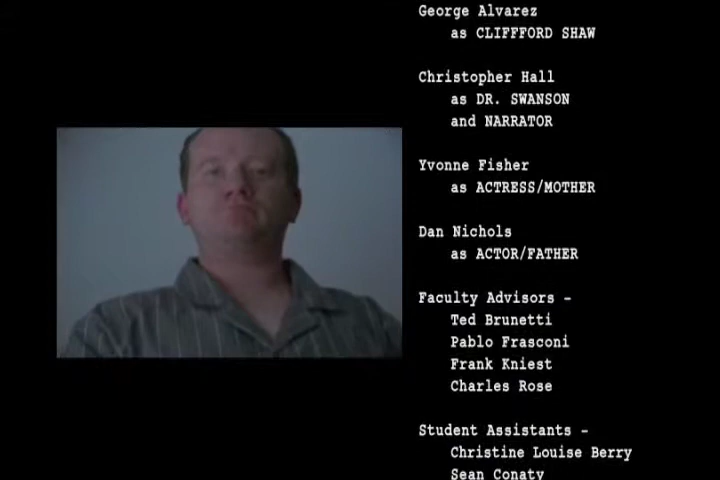 George Alvarez
as CLIFFFORD SHAW
Christopher Hall
as DR. SWANSON
and NARRATOR
Yvonne Fisher
as ACTRESS/MOTHER
Dan Nichols
as ACTOR/FATHER
Faculty Advisors -
Ted Brunetti
Pablo Frasconi
Frank Kniest
Charles Rose
Student Assistants -
Christine Louise Berry
Sean Conaty